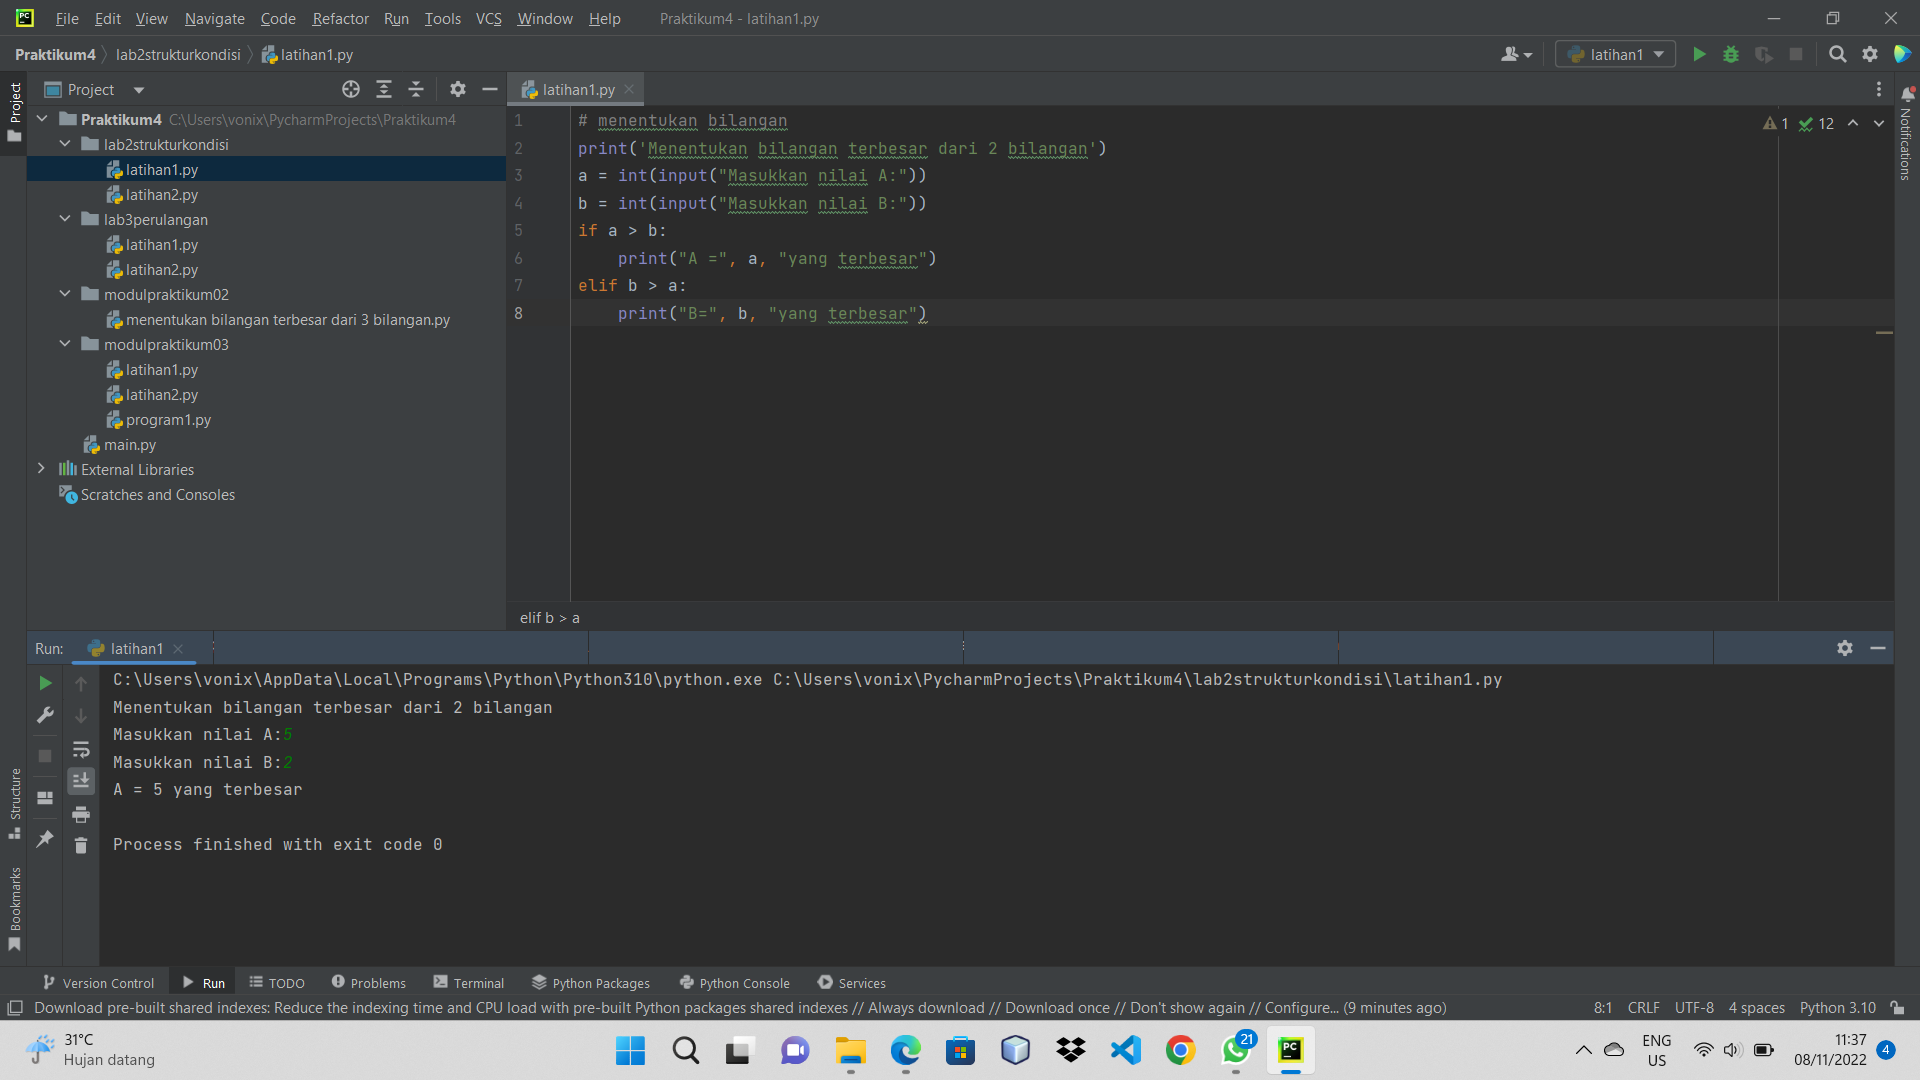 File Edit View Navigate Code Refactor Run Tools VCS Window Help Praktikum4 - latihan1.py
Praktikum4 lab2strukturkondisi latihan1.py latihan1
Project
Project
latihan1.py
Notifications
Praktikum4 C:\Users\vonix\PycharmProjects\Praktikum4
lab2strukturkondisi
latihan1.py
latihan2.py
lab3perulangan
latihan1.py
latihan2.py
modulpraktikum02
menentukan bilangan terbesar dari 3 bilangan.py
modulpraktikum03
latihan1.py
latihan2.py
program1.py
main.py
External Libraries
Scratches and Consoles
1 # menentukan bilangan
2 print('Menentukan bilangan terbesar dari 2 bilangan')
3 a = int(input("Masukkan nilai A:"))
4 b = int(input("Masukkan nilai B:"))
5 if a > b:
6 print("A =", a, "yang terbesar")
7 elif b > a:
8 print("B=", b, "yang terbesar")
1 12
elif b > a
Run: latihan1
C:\Users\vonix\AppData\Local\Programs\Python\Python310\python.exe C:\Users\vonix\PycharmProjects\Praktikum4\lab2strukturkondisi\latihan1.py
Menentukan bilangan terbesar dari 2 bilangan
Masukkan nilai A:5
Masukkan nilai B:2
A = 5 yang terbesar
Process finished with exit code 0
Structure
Bookmarks
Version Control Run TODO Problems Terminal Python Packages Python Console Services
Download pre-built shared indexes: Reduce the indexing time and CPU load with pre-built Python packages shared indexes // Always download // Download once // Don't show again // Configure... (9 minutes ago) 8:1 CRLF UTF-8 4 spaces Python 3.10
31°C
Hujan datang
21
PC
ENG
US
11:37
08/11/2022
4